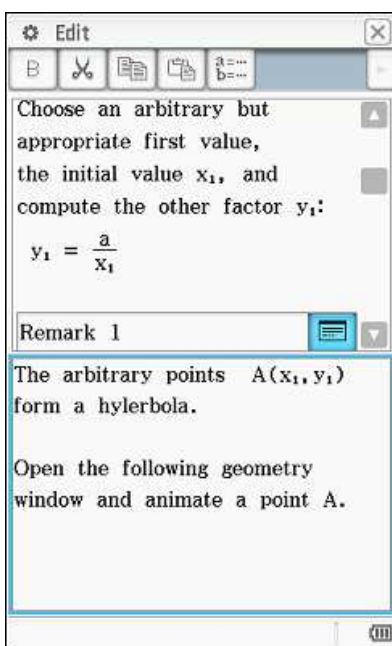 Edit
B
a=···
b=···
Choose an arbitrary but
appropriate first value,
the initial value x₁, and
compute the other factor y₁:
y₁ = a/x₁
Remark 1
The arbitrary points A(x₁,y₁)
form a hylerbola.
Open the following geometry
window and animate a point A.